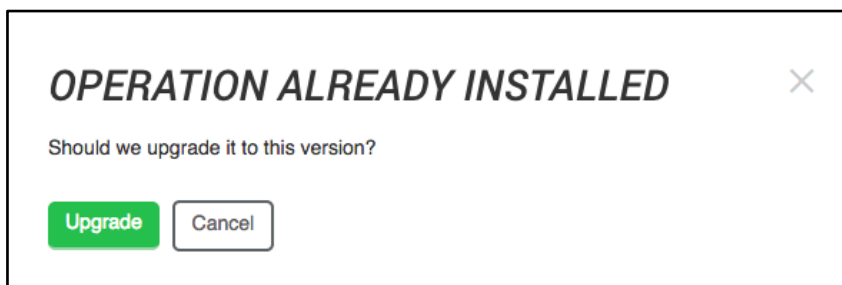 OPERATION ALREADY INSTALLED
Should we upgrade it to this version?
Upgrade Cancel